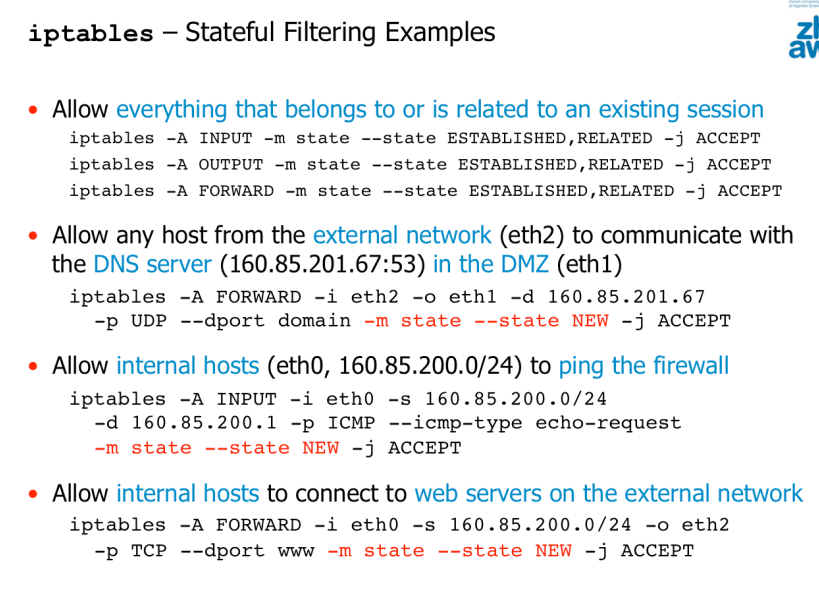 iptables – Stateful Filtering Examples
zh
aw
• Allow everything that belongs to or is related to an existing session
iptables -A INPUT -m state --state ESTABLISHED,RELATED -j ACCEPT
iptables -A OUTPUT -m state --state ESTABLISHED,RELATED -j ACCEPT
iptables -A FORWARD -m state --state ESTABLISHED,RELATED -j ACCEPT
• Allow any host from the external network (eth2) to communicate with
the DNS server (160.85.201.67:53) in the DMZ (eth1)
iptables -A FORWARD -i eth2 -o eth1 -d 160.85.201.67
-p UDP --dport domain -m state --state NEW -j ACCEPT
• Allow internal hosts (eth0, 160.85.200.0/24) to ping the firewall
iptables -A INPUT -i eth0 -s 160.85.200.0/24
-d 160.85.200.1 -p ICMP --icmp-type echo-request
-m state --state NEW -j ACCEPT
• Allow internal hosts to connect to web servers on the external network
iptables -A FORWARD -i eth0 -s 160.85.200.0/24 -o eth2
-p TCP --dport www -m state --state NEW -j ACCEPT